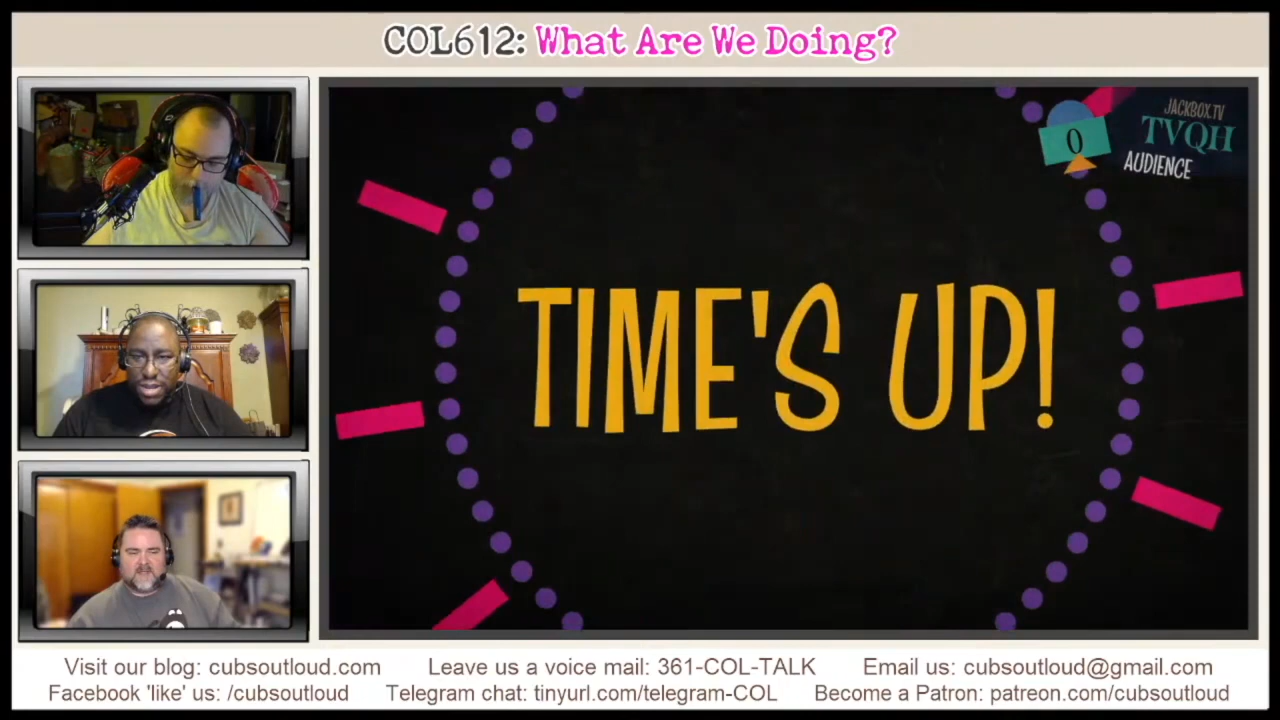 COL612: What Are We Doing?
JACKBOX.TV
TVQH
0
AUDIENCE
TIME'S UP!
Visit our blog: cubsoutloud.com Leave us a voice mail: 361-COL-TALK Email us: cubsoutloud@gmail.com
Facebook 'like' us: /cubsoutloud Telegram chat: tinyurl.com/telegram-COL Become a Patron: patreon.com/cubsoutloud